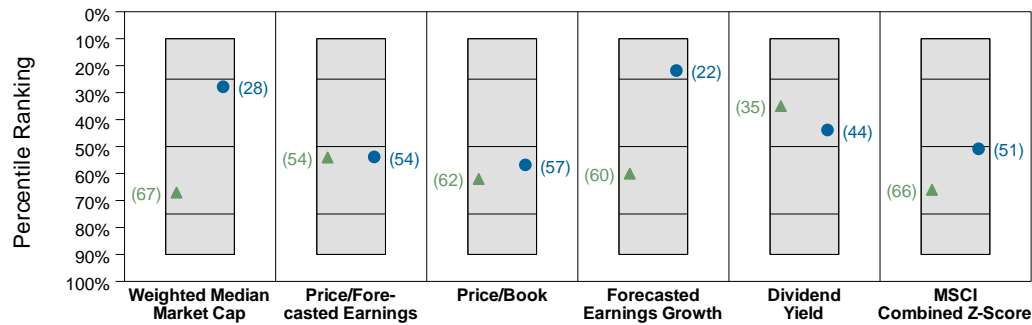 Percentile Ranking
0%
10%
20%
30%
40%
50%
60%
70%
80%
90%
100%
(28)
(67)
(54)
(54)
(62)
(57)
(22)
(60)
(35)
(44)
(51)
(66)
Weighted Median
Market Cap
Price/Fore-
casted Earnings
Price/Book
Forecasted
Earnings Growth
Dividend
Yield
MSCI
Combined Z-Score